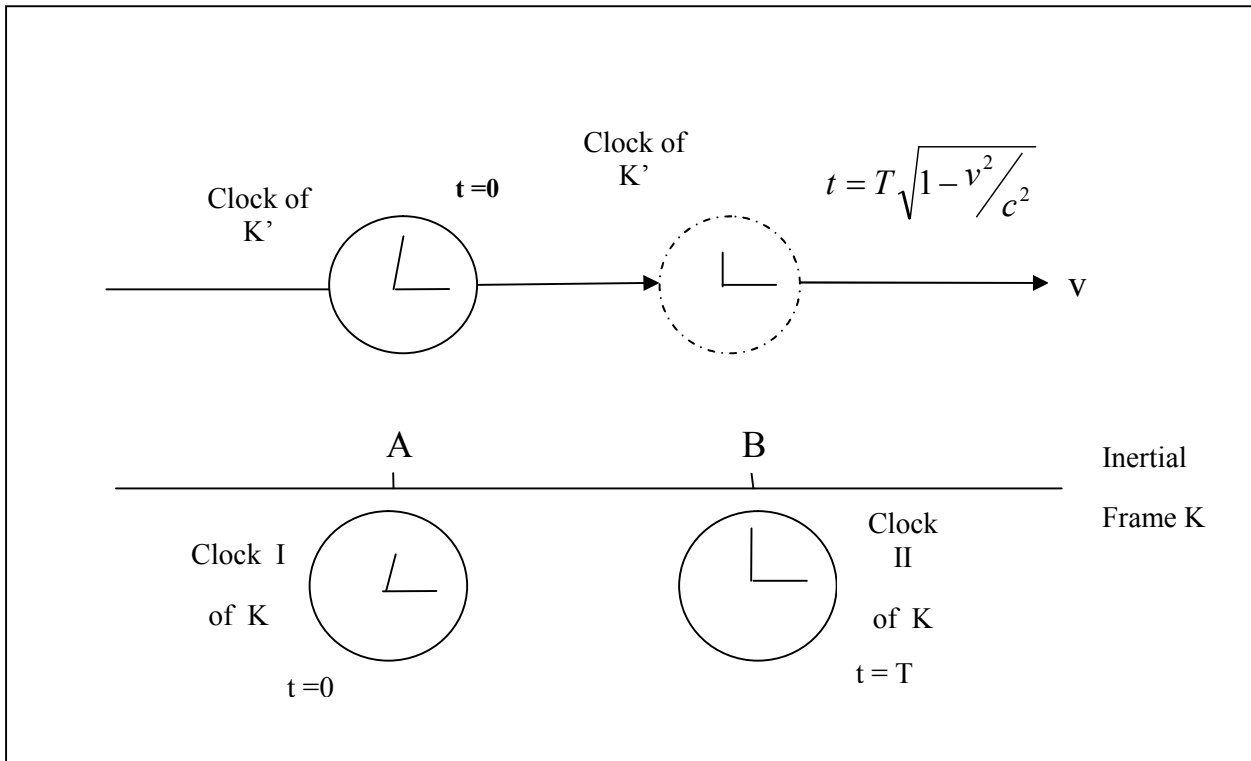 Clock of
K’
t =0
Clock of
K’
t = T√1 − v²/c²
v
A
B
Inertial
Frame K
Clock I
of K
t =0
Clock
II
of K
t = T